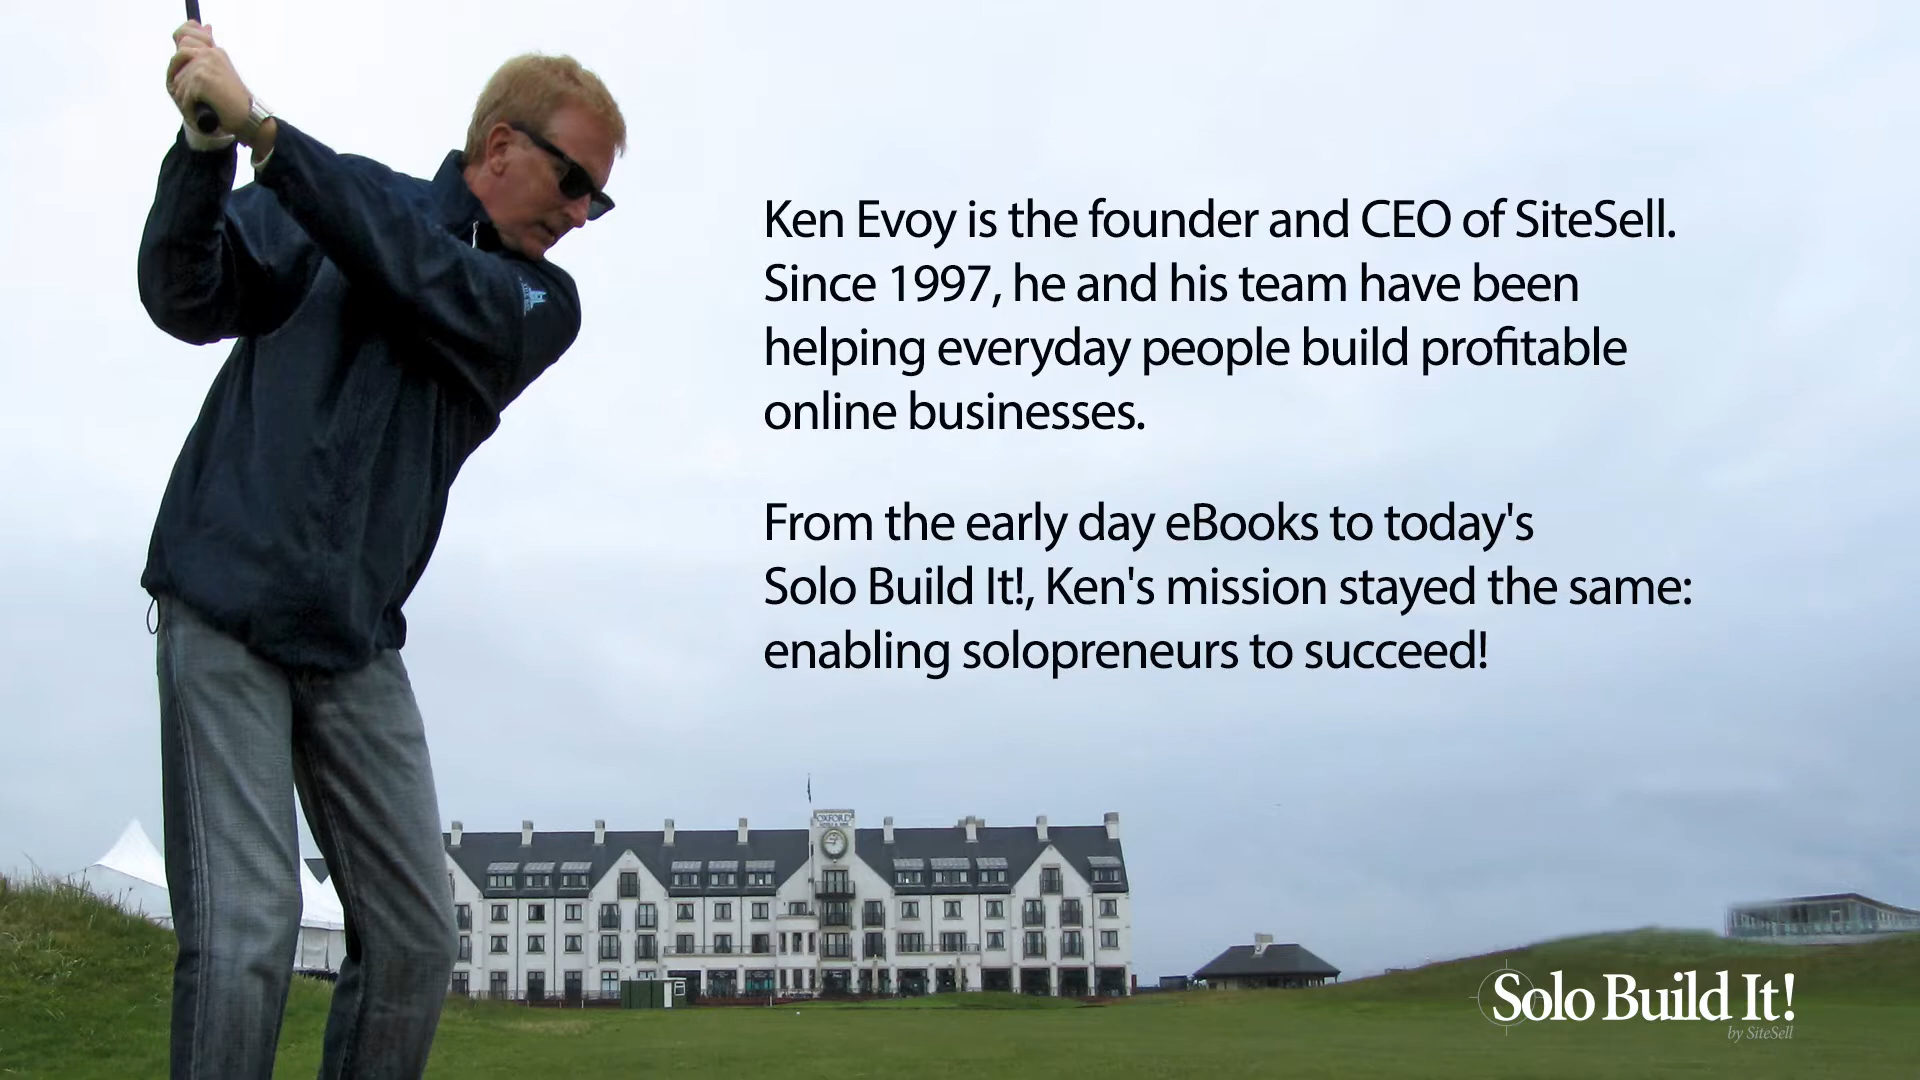 Ken Evoy is the founder and CEO of SiteSell.
Since 1997, he and his team have been
helping everyday people build profitable
online businesses.
From the early day eBooks to today's
Solo Build It!, Ken's mission stayed the same:
enabling solopreneurs to succeed!
OXFORD
Solo Build It!
by SiteSell